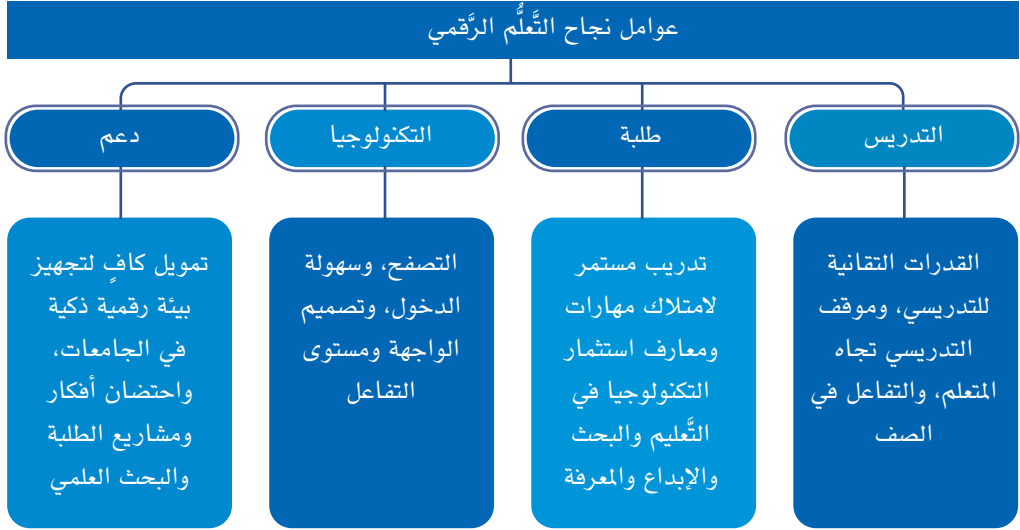 عوامل نجاح التَّعلُّم الرَّقمي
التدريس
طلبة
التكنولوجيا
دعم
القدرات التقانية
للتدريسي، وموقف
التدريسي تجاه
المتعلم، والتفاعل في
الصف
تدريب مستمر
لامتلاك مهارات
ومعارف استثمار
التكنولوجيا في
التَّعليم والبحث
والإبداع والمعرفة
التصفح، وسهولة
الدخول، وتصميم
الواجهة ومستوى
التفاعل
تمويل كافٍ لتجهيز
بيئة رقمية ذكية
في الجامعات،
واحتضان أفكار
ومشاريع الطلبة
والبحث العلمي